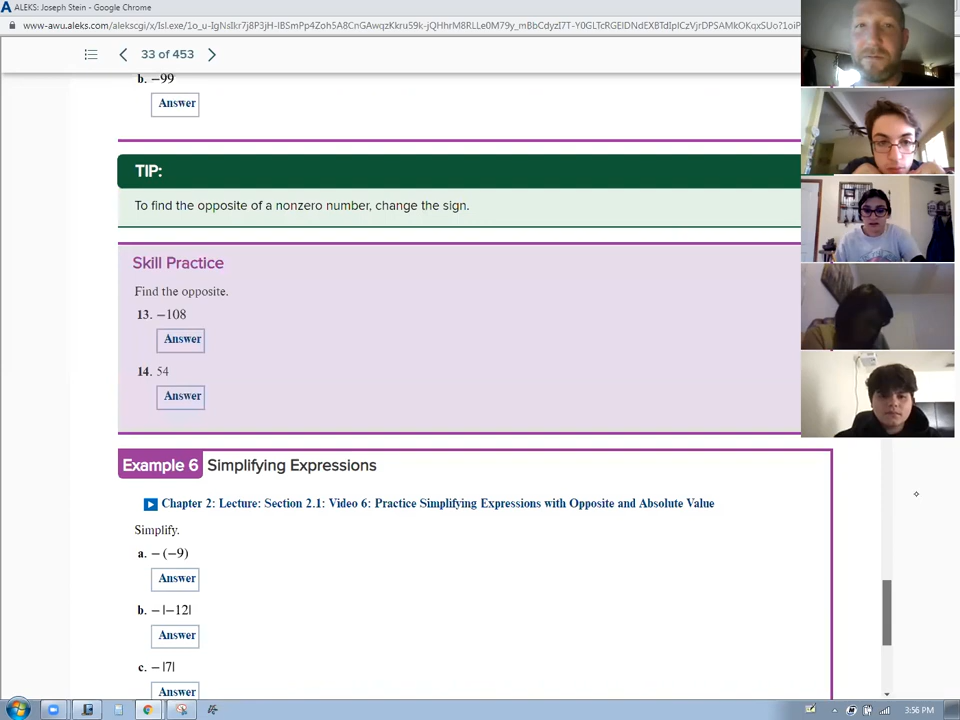 ALEKS: Joseph Stein - Google Chrome
33 of 453
b. −99
Answer
TIP:
To find the opposite of a nonzero number, change the sign.
Skill Practice
Find the opposite.
13. −108
Answer
14. 54
Answer
Example 6 Simplifying Expressions
Chapter 2: Lecture: Section 2.1: Video 6: Practice Simplifying Expressions with Opposite and Absolute Value
Simplify.
a. − (−9)
Answer
b. − |−12|
Answer
c. − |7|
Answer
3:56 PM